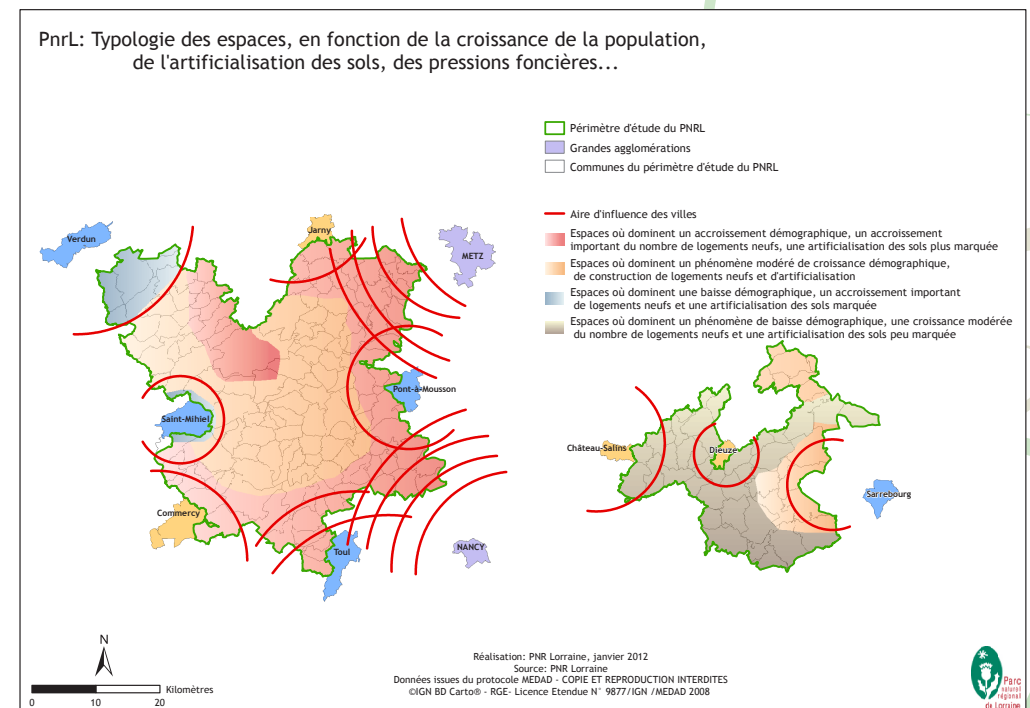 PnrL: Typologie des espaces, en fonction de la croissance de la population,
de l'artificialisation des sols, des pressions foncières...
Périmètre d'étude du PNRL
Grandes agglomérations
Communes du périmètre d'étude du PNRL
Aire d'influence des villes
Espaces où dominent un accroissement démographique, un accroissement
important du nombre de logements neufs, une artificialisation des sols plus marquée
Espaces où dominent un phénomène modéré de croissance démographique,
de construction de logements neufs et d'artificialisation
Espaces où dominent une baisse démographique, un accroissement important
de logements neufs et une artificialisation des sols marquée
Espaces où dominent un phénomène de baisse démographique, une croissance modérée
du nombre de logements neufs et une artificialisation des sols peu marquée
Verdun
Jarny
METZ
Pont-à-Mousson
Saint-Mihiel
Commercy
Toul
NANCY
Château-Salins
Dieuze
Sarrebourg
N
Kilomètres
0 10 20
Réalisation: PNR Lorraine, janvier 2012
Source: PNR Lorraine
Données issues du protocole MEDAD - COPIE ET REPRODUCTION INTERDITES
©IGN BD Carto® - RGE- Licence Etendue N° 9877/IGN /MEDAD 2008
Parc
naturel
régional
de Lorraine